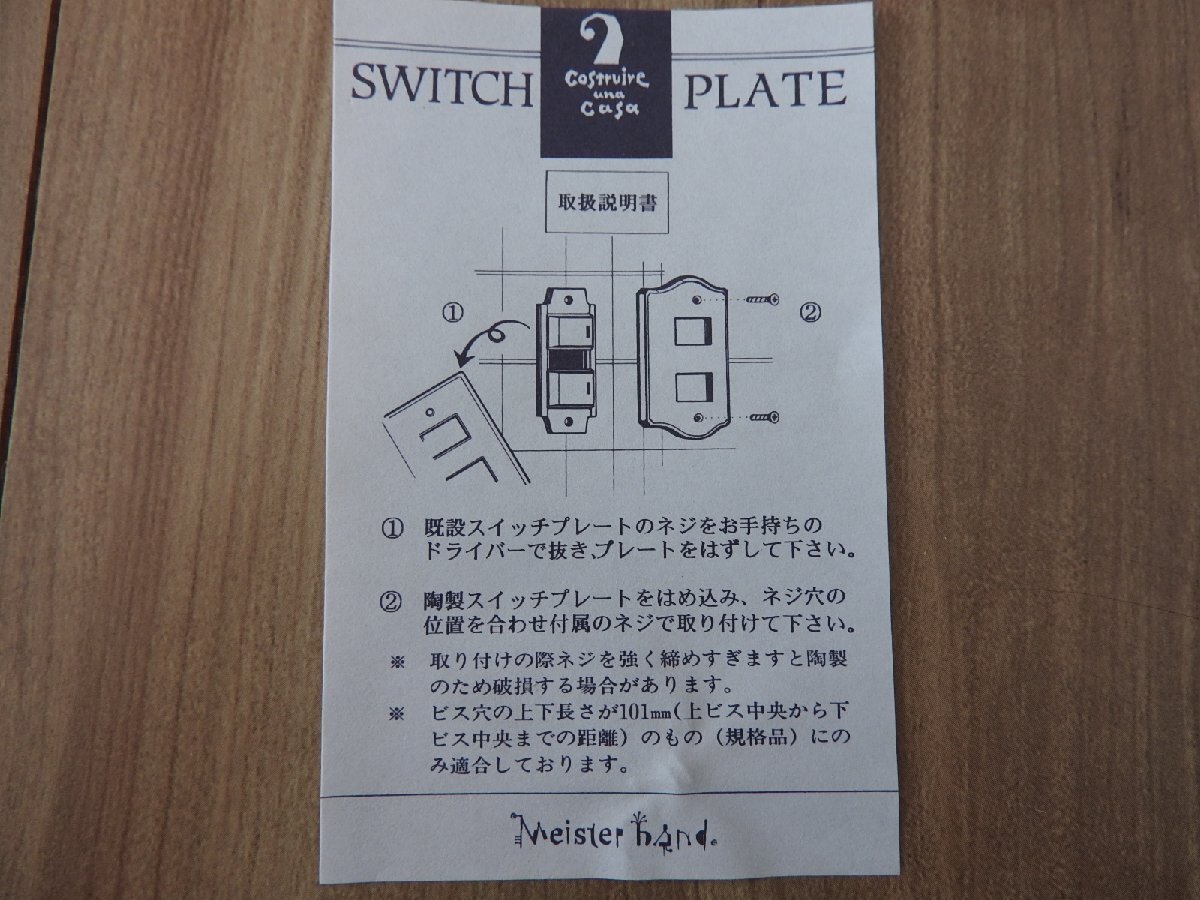 SWITCH PLATE
Costruire
una
Casa
取扱説明書
①
②
① 既設スイッチプレートのネジをお手持ちの
ドライバーで抜き、プレートをはずして下さい。
② 陶製スイッチプレートをはめ込み、ネジ穴の
位置を合わせ付属のネジで取り付けて下さい。
※ 取り付けの際ネジを強く締めすぎますと陶製
のため破損する場合があります。
※ ビス穴の上下長さが101mm(上ビス中央から下
ビス中央までの距離)のもの(規格品)にの
み適合しております。
Meister hand.